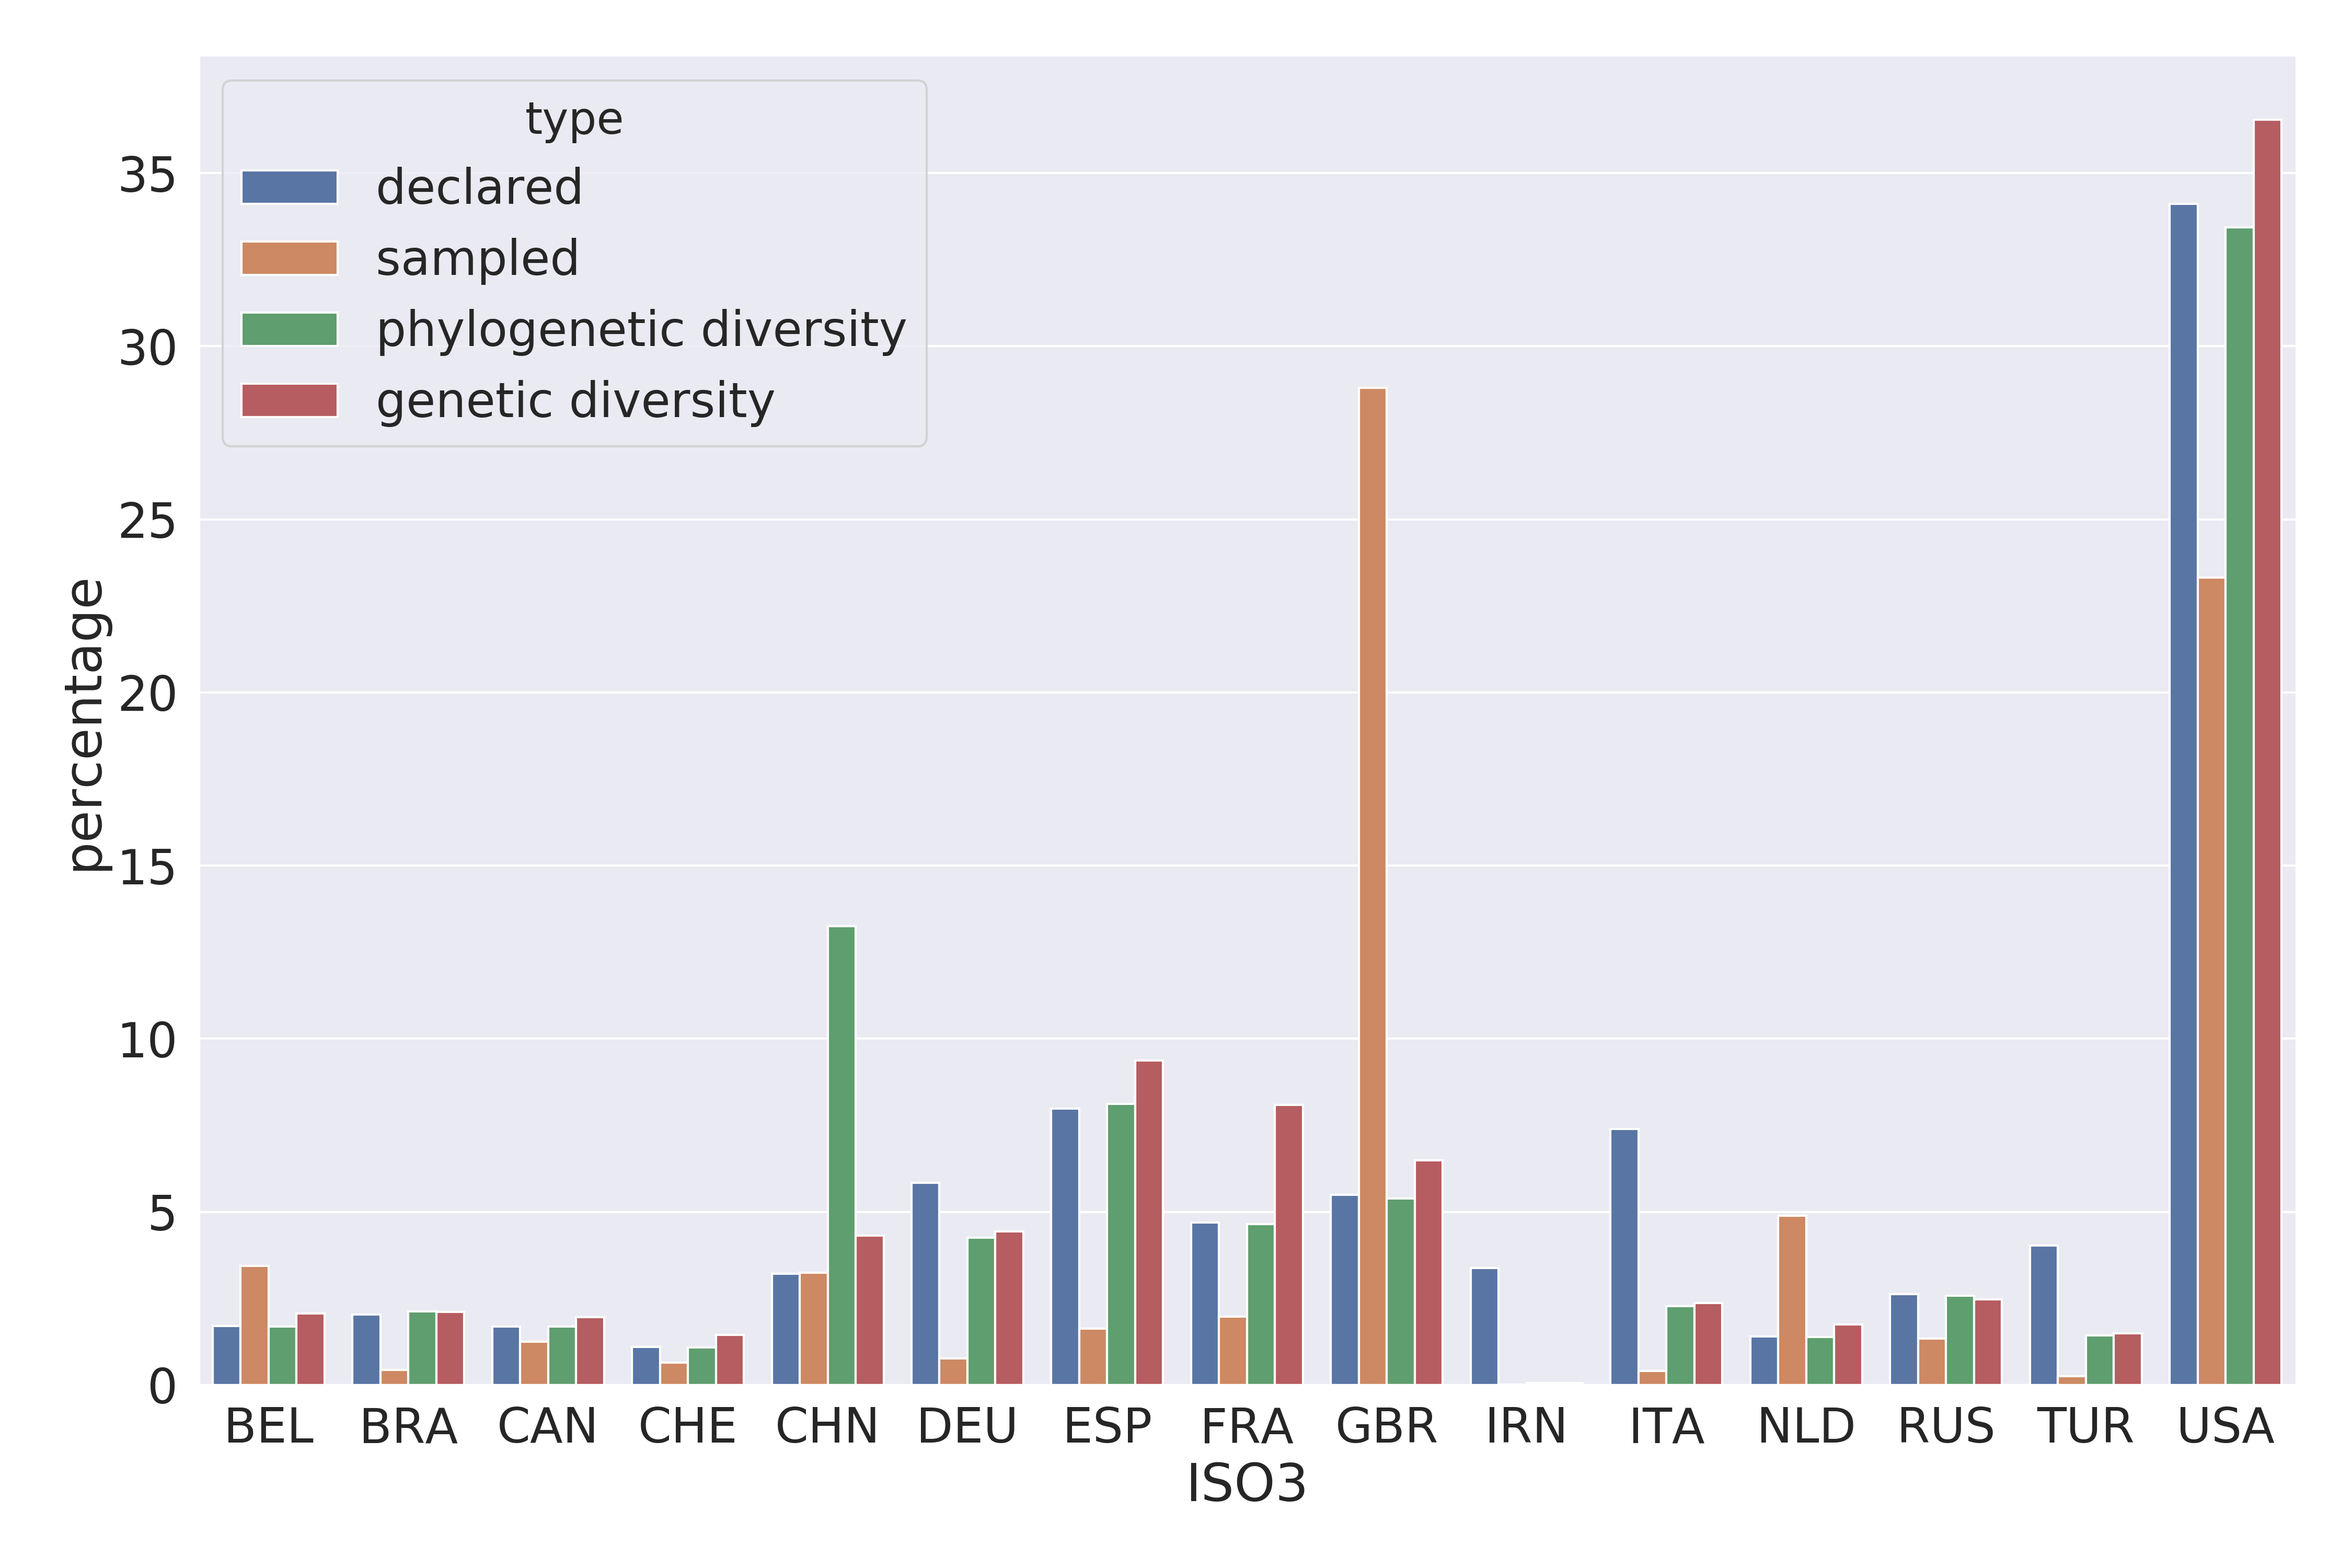 type
declared
sampled
phylogenetic diversity
genetic diversity
percentage
35
30
25
20
15
10
5
0
BEL BRA CAN CHE CHN DEU ESP FRA GBR IRN ITA NLD RUS TUR USA
ISO3